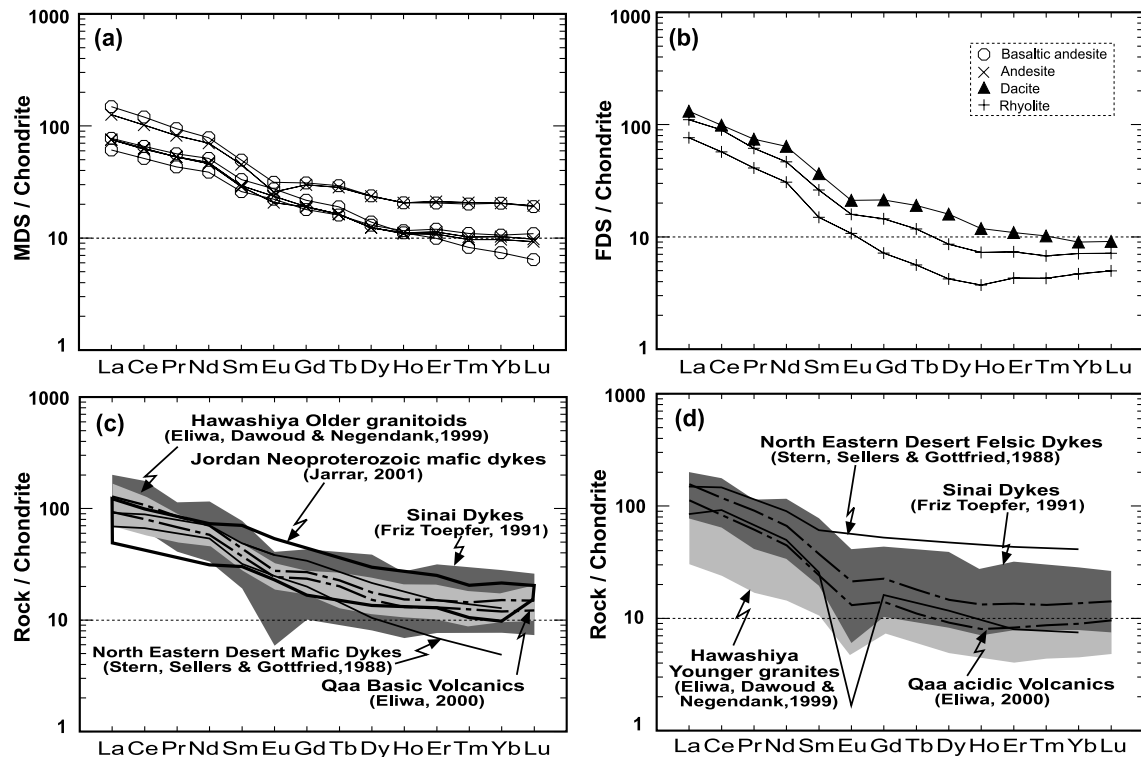 1000
(a)
100
10
1
MDS / Chondrite
La Ce Pr Nd Sm Eu Gd Tb Dy Ho Er Tm Yb Lu
1000
(b)
Basaltic andesite
Andesite
Dacite
Rhyolite
100
10
1
FDS / Chondrite
La Ce Pr Nd Sm Eu Gd Tb Dy Ho Er Tm Yb Lu
1000
(c)
Hawashiya Older granitoids
(Eliwa, Dawoud & Negendank,1999)
Jordan Neoproterozoic mafic dykes
(Jarrar, 2001)
Sinai Dykes
(Friz Toepfer, 1991)
100
10
1
Rock / Chondrite
North Eastern Desert Mafic Dykes
(Stern, Sellers & Gottfried,1988)
Qaa Basic Volcanics
(Eliwa, 2000)
La Ce Pr Nd Sm Eu Gd Tb Dy Ho Er Tm Yb Lu
1000
(d)
North Eastern Desert Felsic Dykes
(Stern, Sellers & Gottfried,1988)
Sinai Dykes
(Friz Toepfer, 1991)
100
10
1
Rock / Chondrite
Hawashiya
Younger granites
(Eliwa, Dawoud &
Negendank,1999)
Qaa acidic Volcanics
(Eliwa, 2000)
La Ce Pr Nd Sm Eu Gd Tb Dy Ho Er Tm Yb Lu